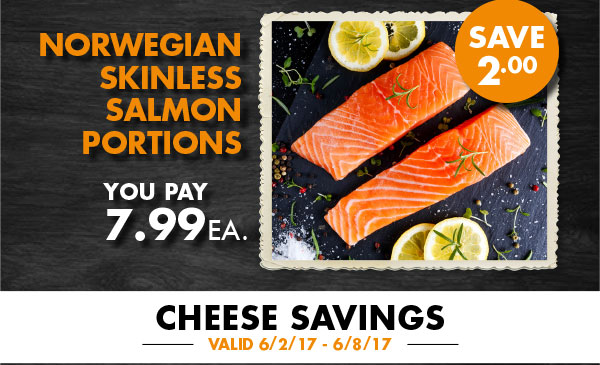 NORWEGIAN
SKINLESS
SALMON
PORTIONS
YOU PAY
7.99EA.
SAVE
2.00
CHEESE SAVINGS
VALID 6/2/17 - 6/8/17